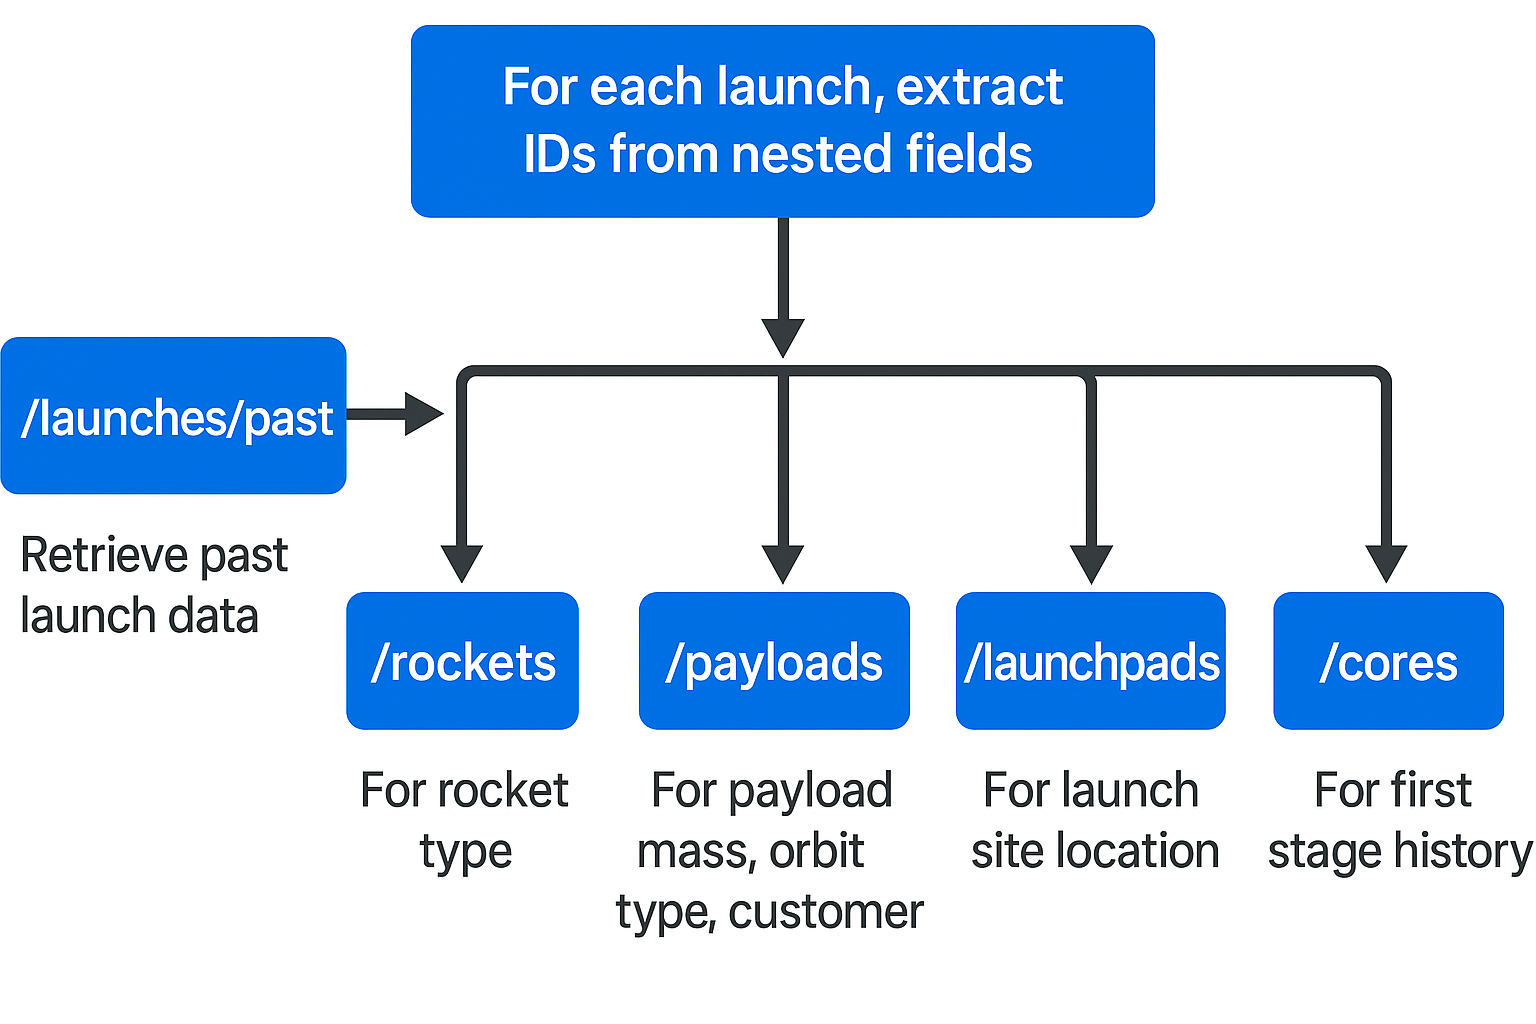 For each launch, extract
IDs from nested fields
/launches/past
Retrieve past
launch data
/rockets
For rocket
type
/payloads
For payload
mass, orbit
type, customer
/launchpads
For launch
site location
/cores
For first
stage history